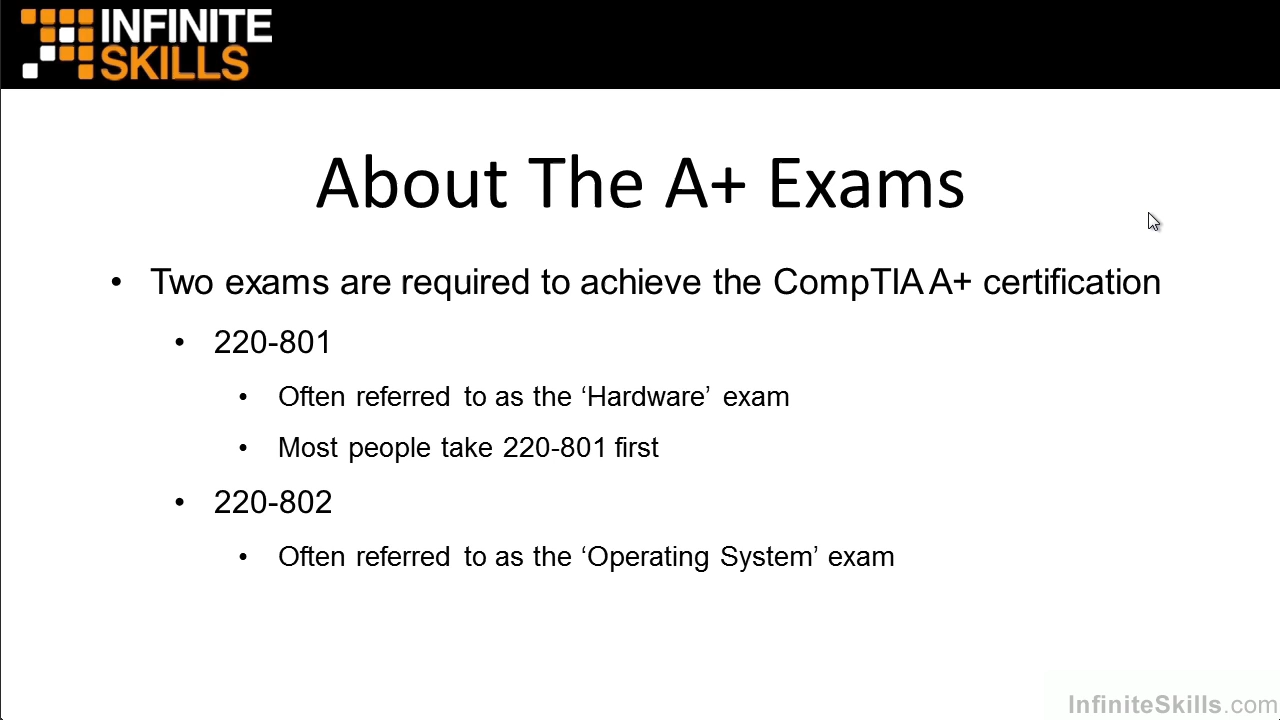 INFINITE
SKILLS
About The A+ Exams
• Two exams are required to achieve the CompTIA A+ certification
• 220-801
• Often referred to as the ‘Hardware’ exam
• Most people take 220-801 first
• 220-802
• Often referred to as the ‘Operating System’ exam
InfiniteSkills.com